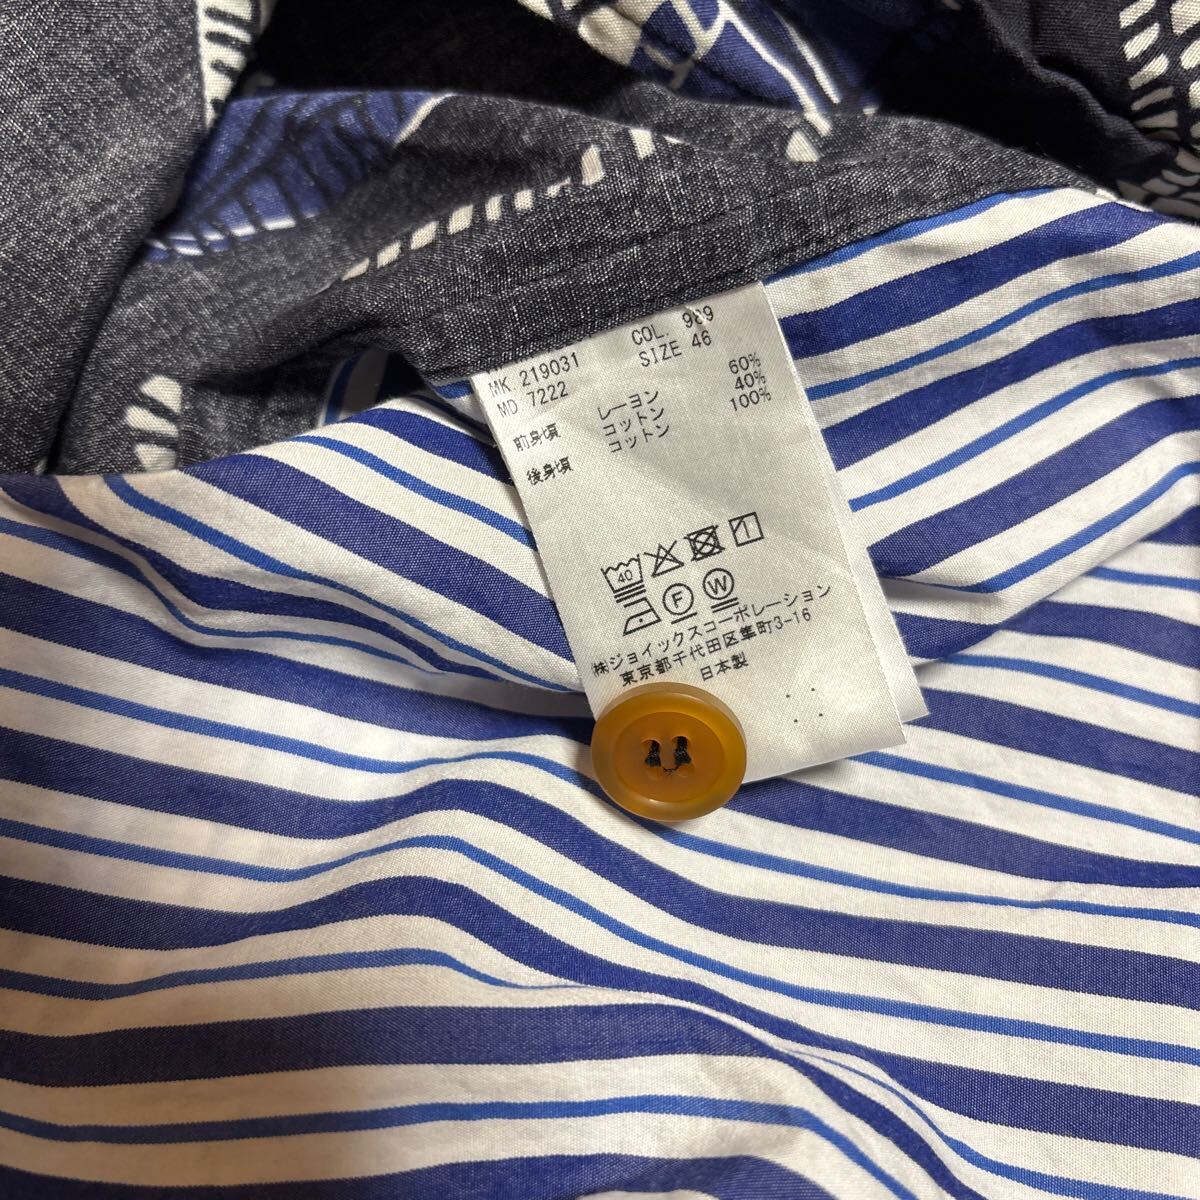 MK. 219031 COL. 989
MD 7222 SIZE 46
前身頃 レーヨン 60%
コットン 40%
後身頃 コットン 100%
40
F W
㈱ジョイックスコーポレーション
東京都千代田区隼町3-16
日本製